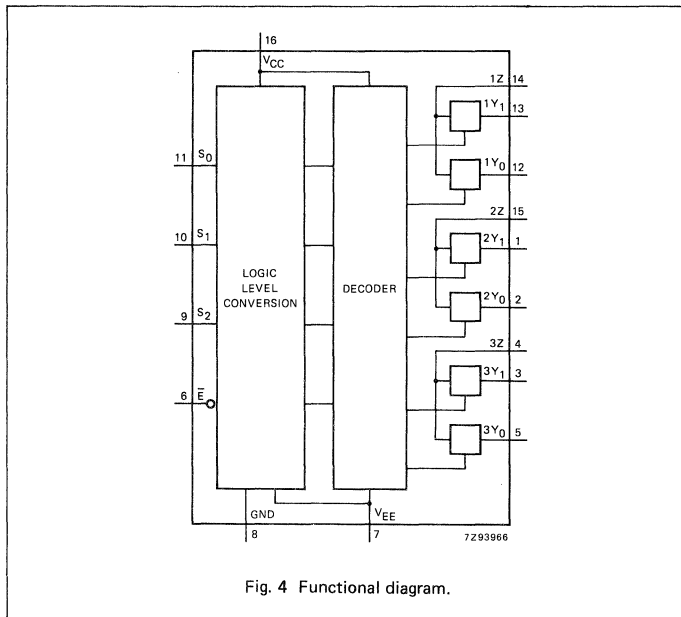 16
VCC
1Z 14
1Y1 13
11 S0
1Y0 12
2Z 15
10 S1
2Y1 1
LOGIC
LEVEL
CONVERSION
DECODER
2Y0 2
9 S2
3Z 4
3Y1 3
6 E̅
3Y0 5
GND
VEE
8
7
7Z93966
Fig. 4 Functional diagram.